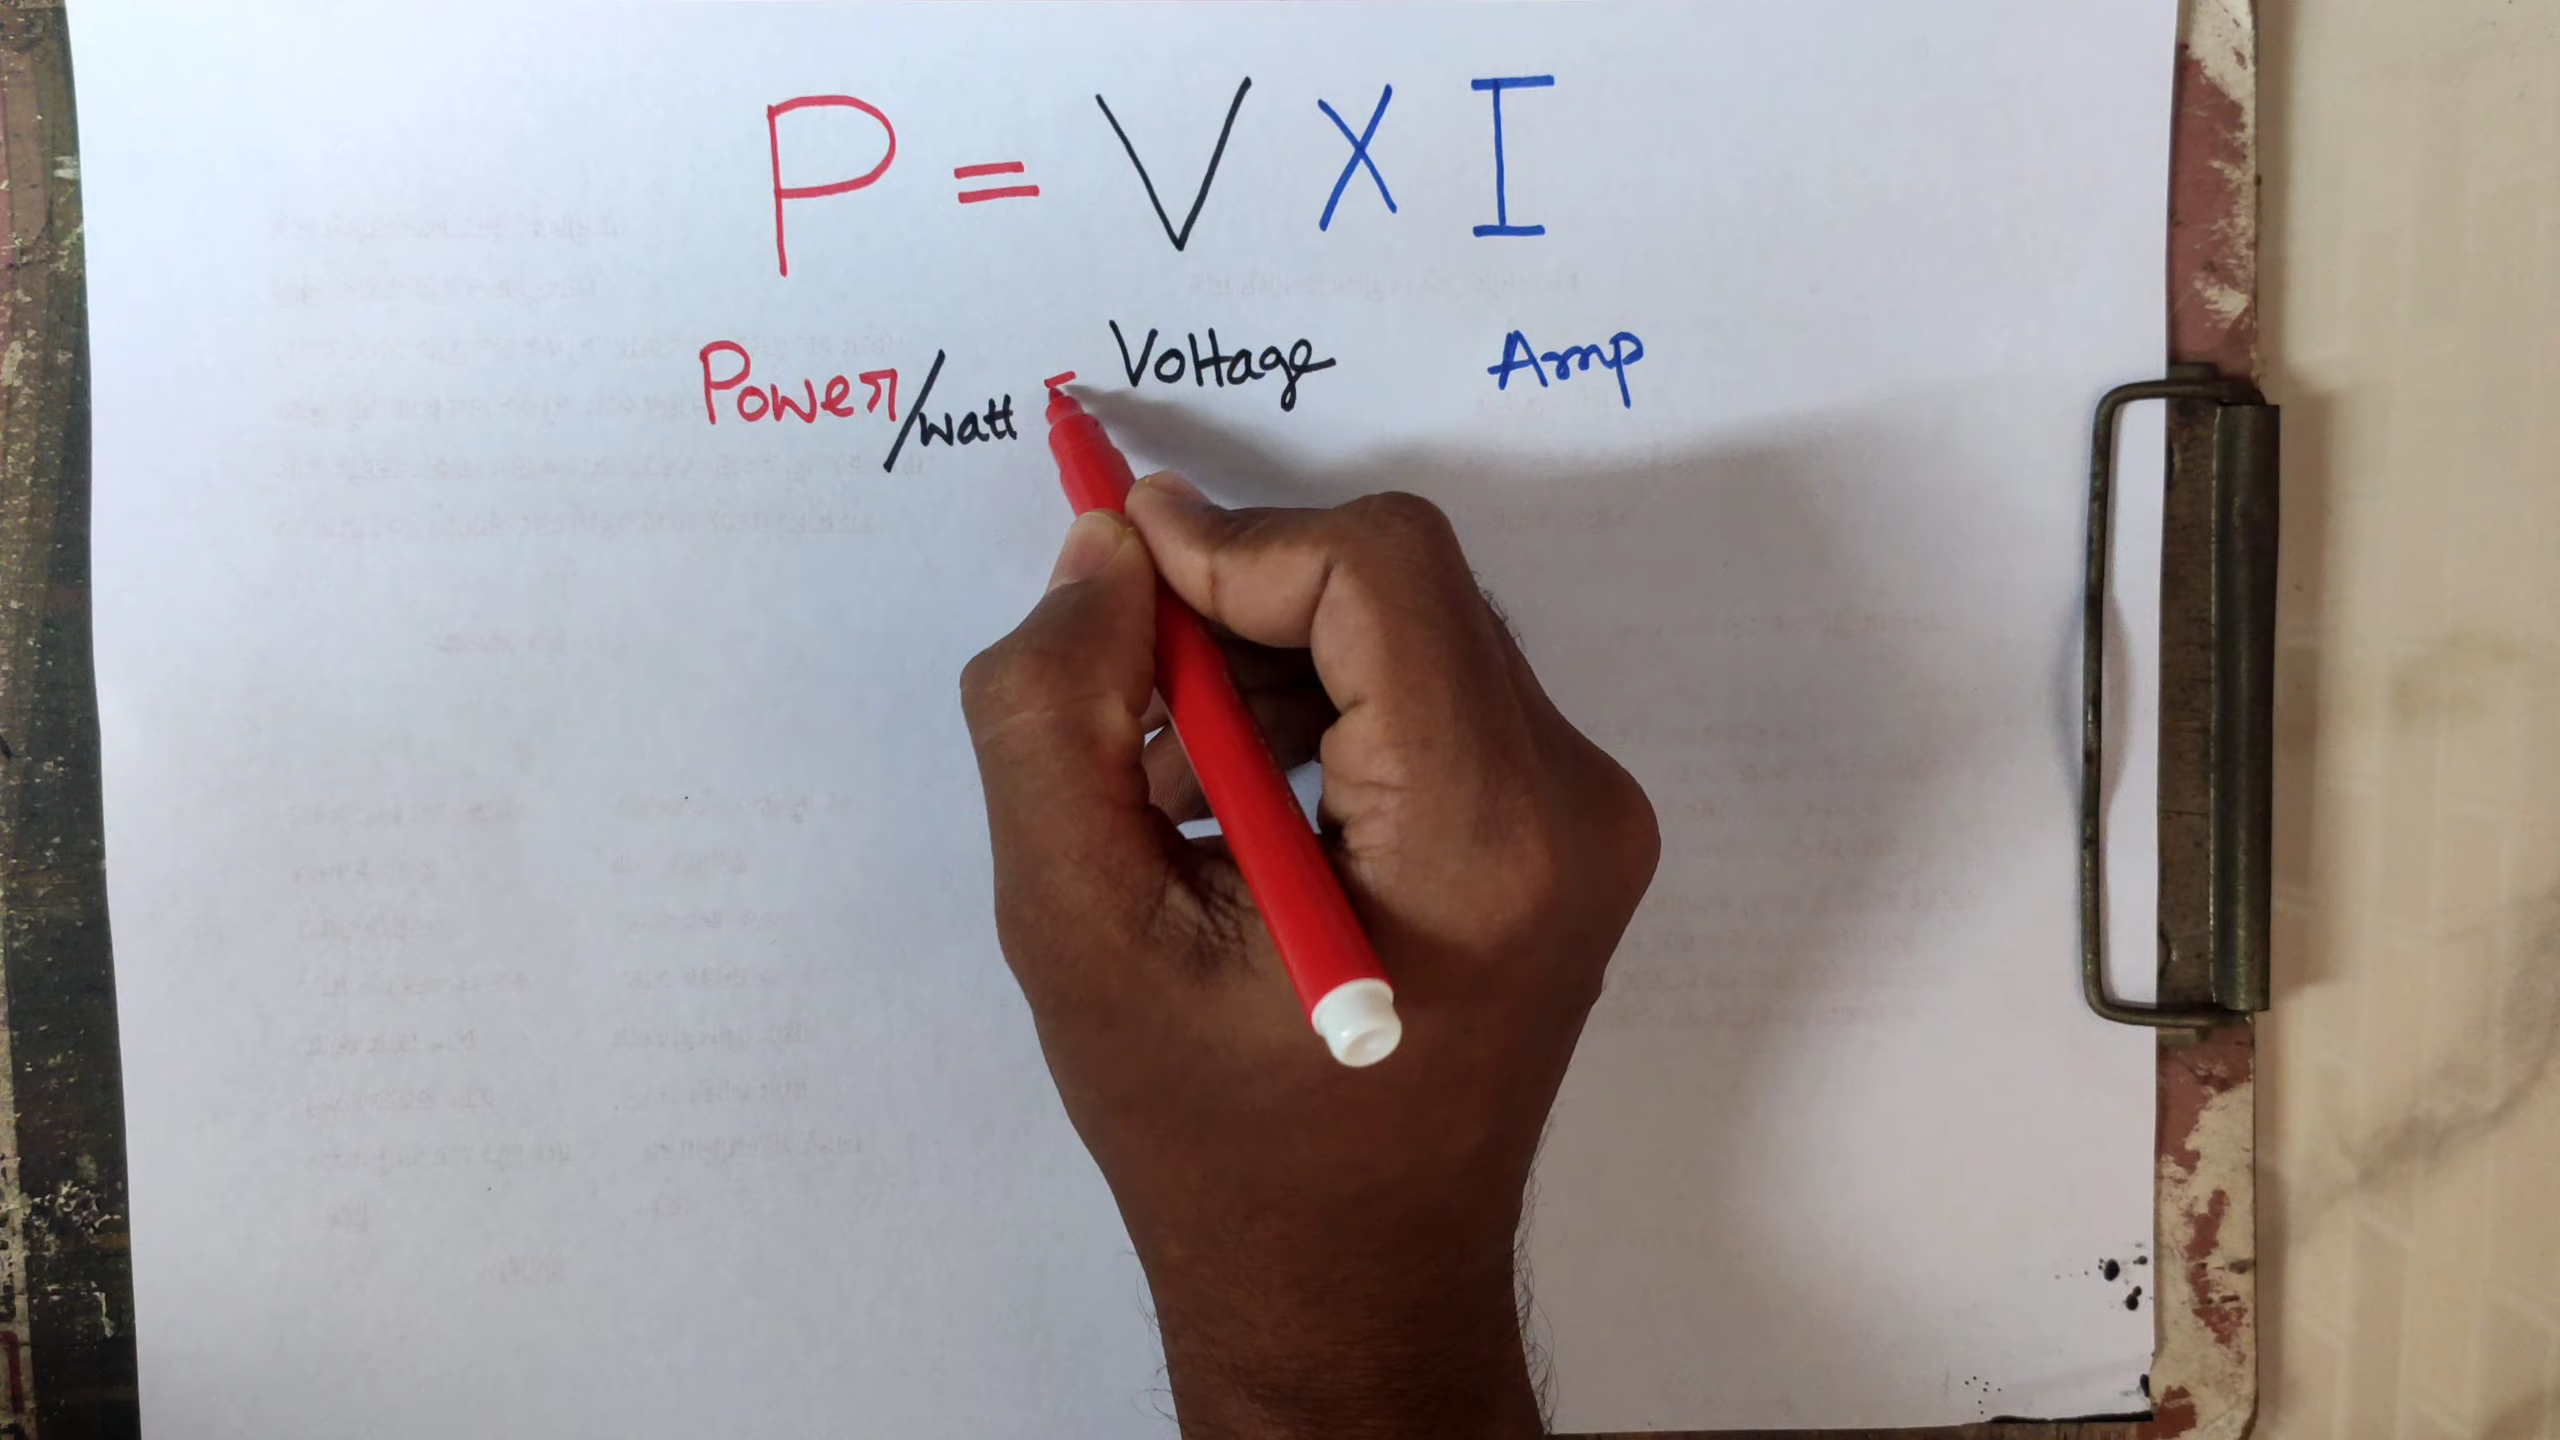 P = V X I
Power/watt = Voltage Amp